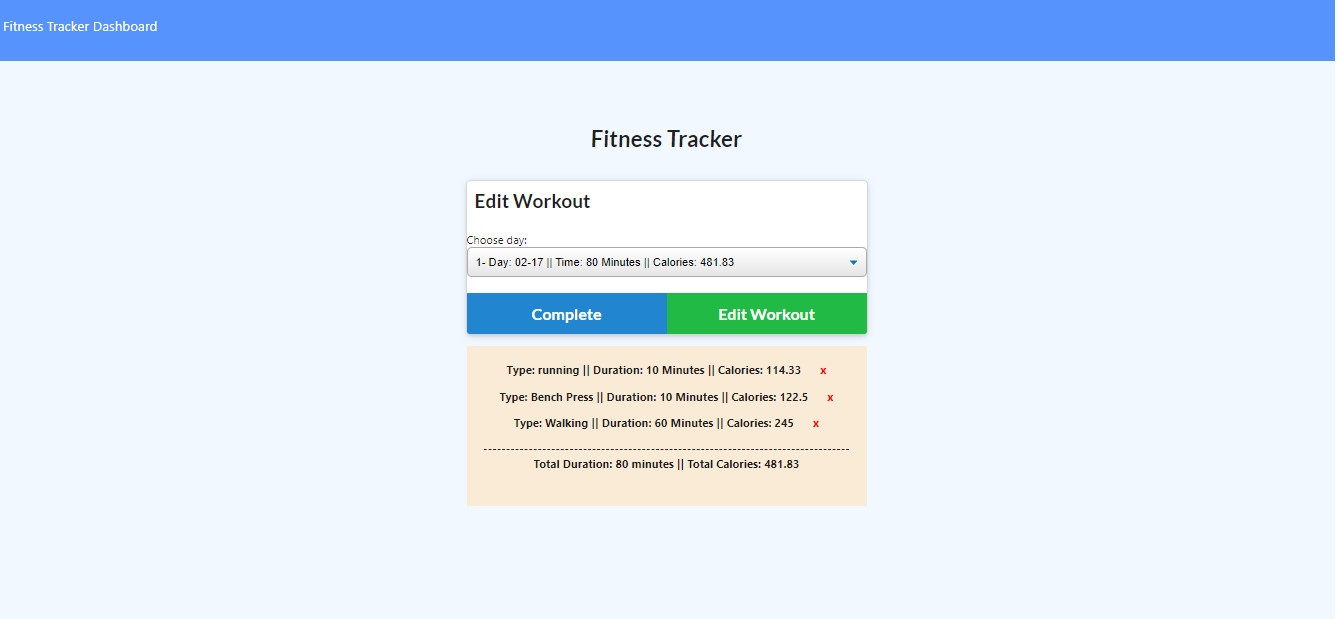 Fitness Tracker Dashboard
Fitness Tracker
Edit Workout
Choose day:
1- Day: 02-17 || Time: 80 Minutes || Calories: 481.83
Complete Edit Workout
Type: running || Duration: 10 Minutes || Calories: 114.33 x
Type: Bench Press || Duration: 10 Minutes || Calories: 122.5 x
Type: Walking || Duration: 60 Minutes || Calories: 245 x
--------------------------------------------------------------------------------
Total Duration: 80 minutes || Total Calories: 481.83